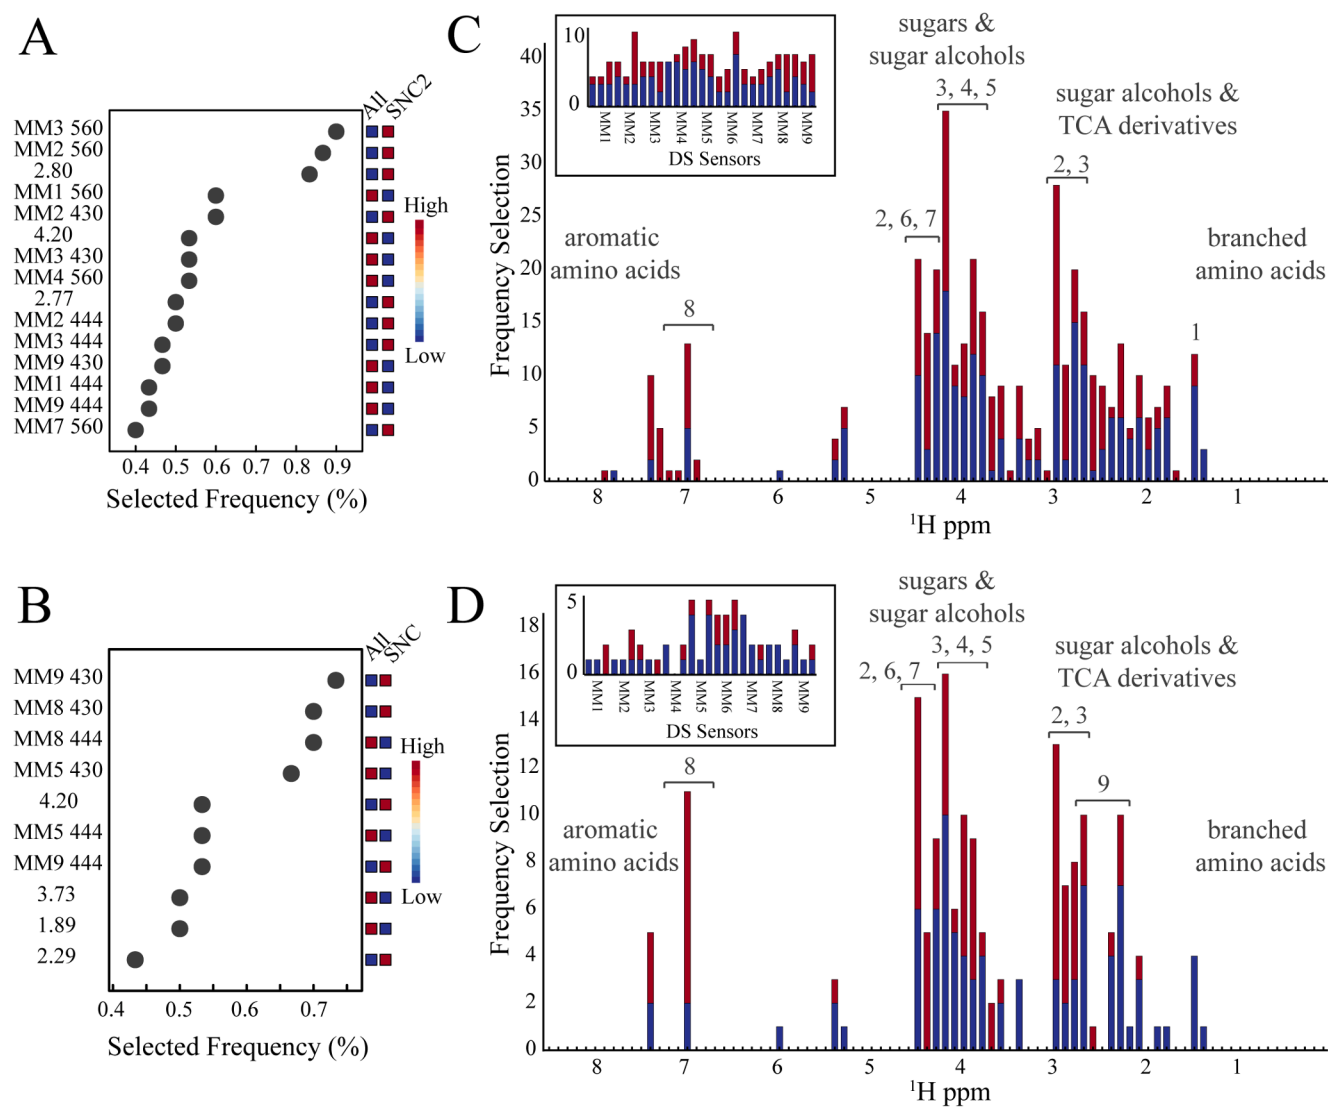 A
All
SNC2
MM3 560
MM2 560
2.80
MM1 560
MM2 430
4.20
MM3 430
MM4 560
2.77
MM2 444
MM3 444
MM9 430
MM1 444
MM9 444
MM7 560
High
Low
0.4 0.5 0.6 0.7 0.8 0.9
Selected Frequency (%)
B
All
SNC
MM9 430
MM8 430
MM8 444
MM5 430
4.20
MM5 444
MM9 444
3.73
1.89
2.29
High
Low
0.4 0.5 0.7
Selected Frequency (%)
C
Frequency Selection
40
35
30
25
20
15
10
5
0
10
0
MM1 MM2 MM3 MM4 MM5 MM6 MM7 MM8 MM9
DS Sensors
sugars &
sugar alcohols
3, 4, 5
sugar alcohols &
TCA derivatives
2, 3
2, 6, 7
aromatic
amino acids
8
branched
amino acids
1
8 7 6 5 4 3 2 1
¹H ppm
D
Frequency Selection
18
16
14
12
10
8
6
4
2
0
5
0
MM1 MM2 MM3 MM4 MM5 MM6 MM7 MM8 MM9
DS Sensors
sugars &
sugar alcohols
3, 4, 5
2, 6, 7
sugar alcohols &
TCA derivatives
2, 3
9
8
aromatic
amino acids
branched
amino acids
8 7 6 5 4 3 2 1
¹H ppm